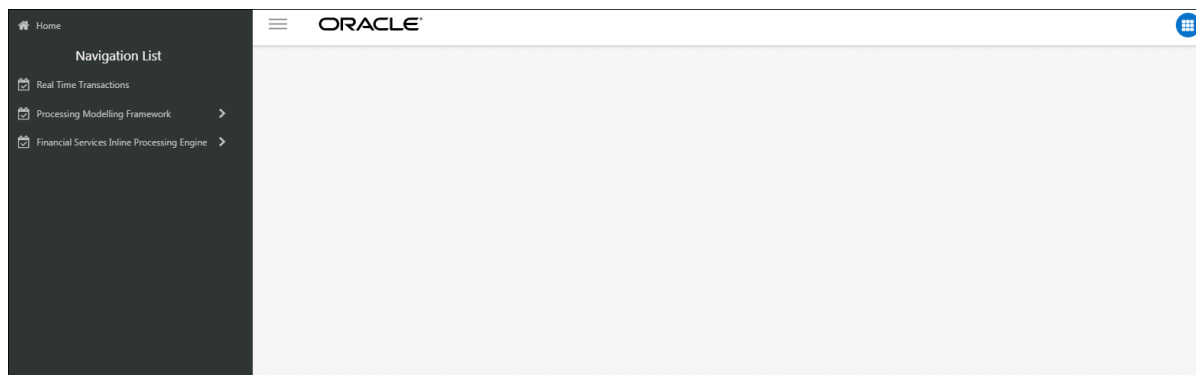 Home
ORACLE®
Navigation List
Real Time Transactions
Processing Modelling Framework
Financial Services Inline Processing Engine